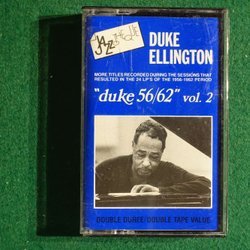 JAZZ
DUKE
ELLINGTON
MORE TITLES RECORDED DURING THE SESSIONS THAT
RESULTED IN THE 24 LP'S OF THE 1956-1962 PERIOD
"duke 56/62" vol. 2
DOUBLE DUREE/DOUBLE TAPE VALUE